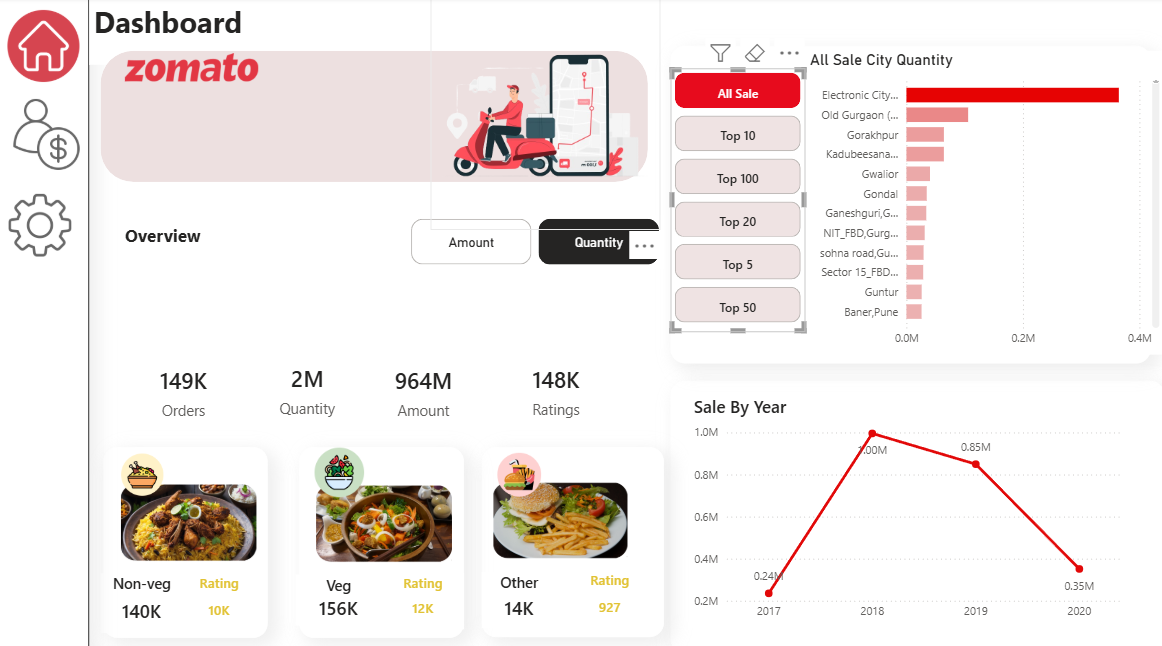 Dashboard
zomato
Overview
Amount
Quantity
149K
Orders
2M
Quantity
964M
Amount
148K
Ratings
Non-veg
Rating
140K
10K
Veg
Rating
156K
12K
Other
Rating
14K
927
All Sale
Top 10
Top 100
Top 20
Top 5
Top 50
All Sale City Quantity
Electronic City...
Old Gurgaon (...
Gorakhpur
Kadubeesana...
Gwalior
Gondal
Ganeshguri,G...
NIT_FBD,Gurg...
sohna road,Gu...
Sector 15_FBD...
Guntur
Baner,Pune
0.0M
0.2M
0.4M
Sale By Year
1.0M
0.8M
0.6M
0.4M
0.2M
0.24M
1.00M
0.85M
0.35M
2017
2018
2019
2020